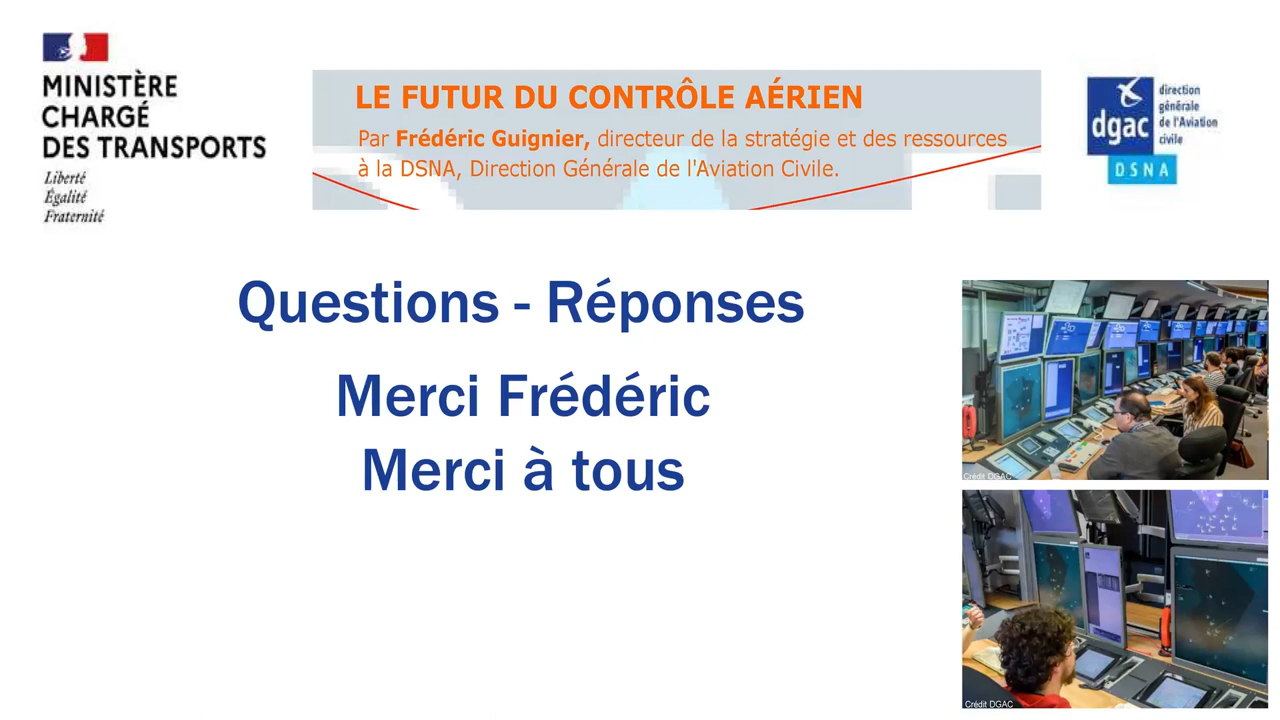 MINISTÈRE
CHARGÉ
DES TRANSPORTS
Liberté
Égalité
Fraternité
LE FUTUR DU CONTRÔLE AÉRIEN
Par Frédéric Guignier, directeur de la stratégie et des ressources
à la DSNA, Direction Générale de l'Aviation Civile.
dgac
direction
générale
de l'Aviation
civile
DSNA
Questions - Réponses
Merci Frédéric
Merci à tous
Crédit DGAC
Crédit DGAC